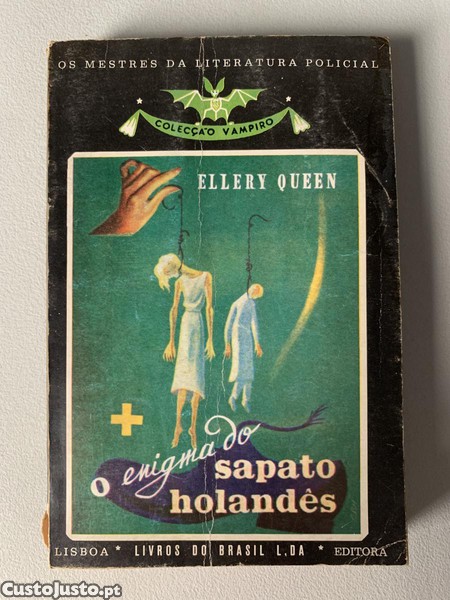 OS MESTRES DA LITERATURA POLICIAL
COLECÇÃO VAMPIRO
ELLERY QUEEN
o enigma do
sapato
holandês
LISBOA * LIVROS DO BRASIL L,DA * EDITORA
CustoJusto.pt